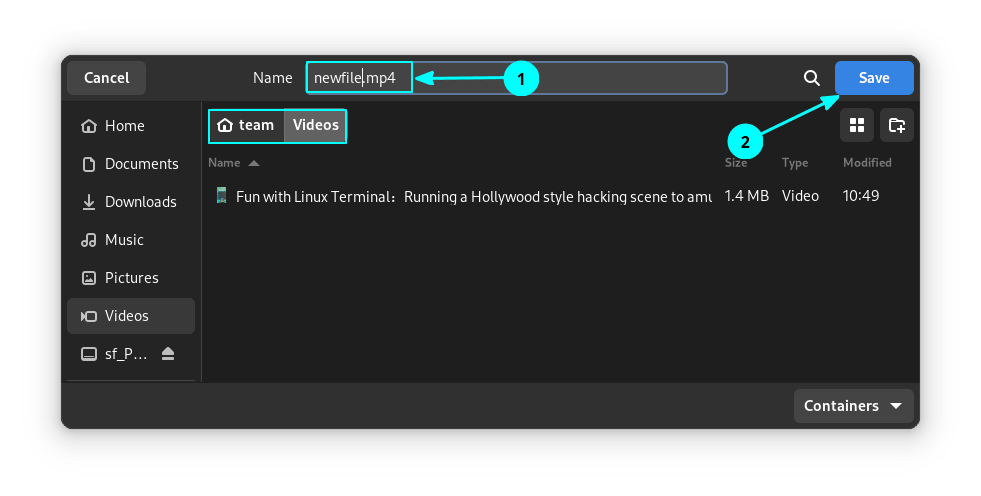 Cancel Name newfile.mp4 1 Save
2
Home
Documents
Downloads
Music
Pictures
Videos
sf_P...
team Videos
Name Size Type Modified
Fun with Linux Terminal：Running a Hollywood style hacking scene to amu 1.4 MB Video 10:49
Containers